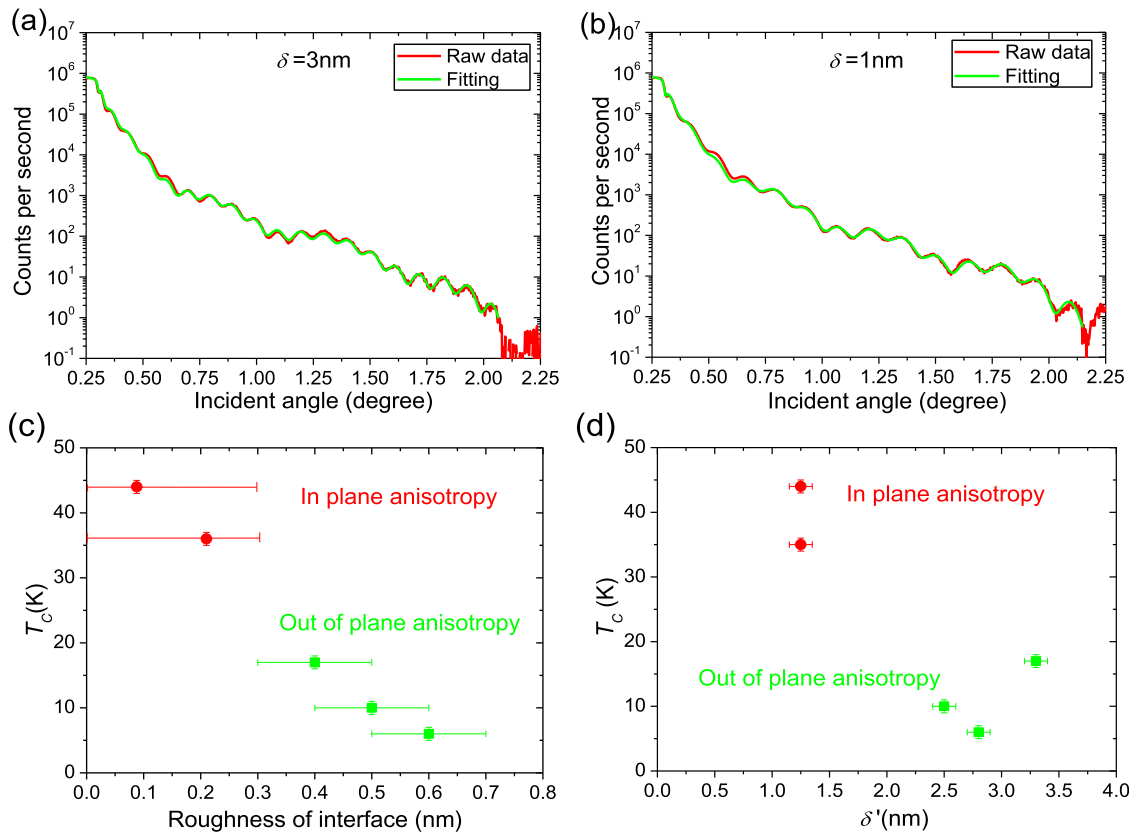 (a)
10^7
10^6
10^5
10^4
10^3
10^2
10^1
10^0
10^-1
Counts per second
δ=3nm
Raw data
Fitting
0.25 0.50 0.75 1.00 1.25 1.50 1.75 2.00 2.25
Incident angle (degree)
(b)
10^7
10^6
10^5
10^4
10^3
10^2
10^1
10^0
10^-1
Counts per second
δ=1nm
Raw data
Fitting
0.25 0.50 0.75 1.00 1.25 1.50 1.75 2.00 2.25
Incident angle (degree)
(c)
50
40
30
20
10
0
T_C(K)
In plane anisotropy
Out of plane anisotropy
0.0 0.1 0.2 0.3 0.4 0.5 0.6 0.7 0.8
Roughness of interface (nm)
(d)
50
40
30
20
10
0
T_C(K)
In plane anisotropy
Out of plane anisotropy
0.0 0.5 1.0 1.5 2.0 2.5 3.0 3.5 4.0
δ'(nm)